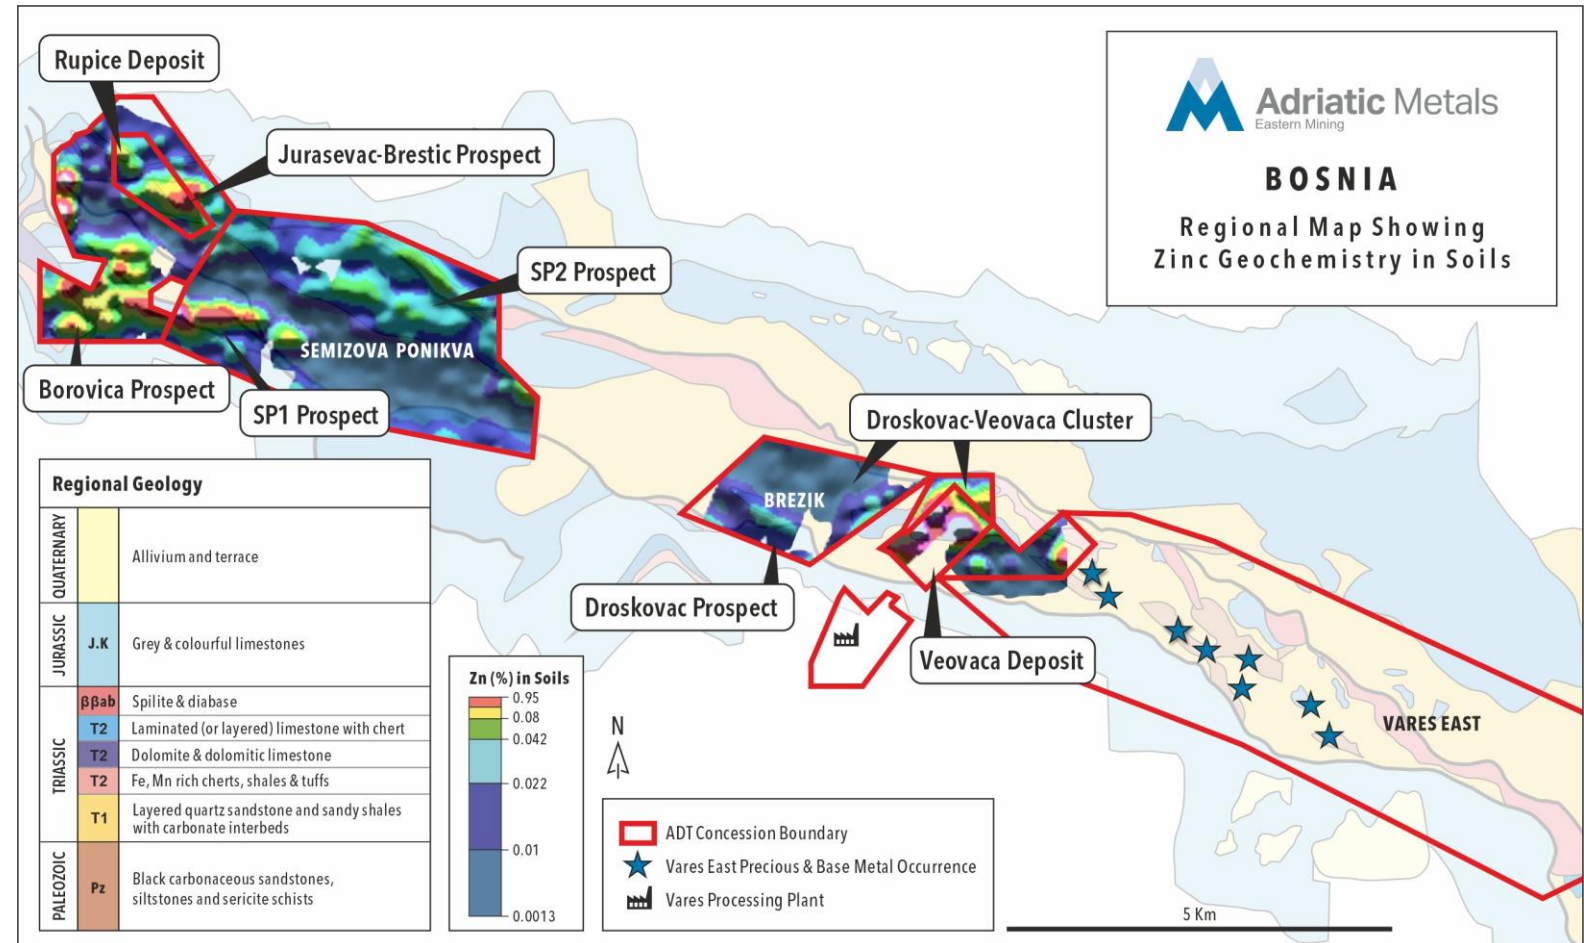 Rupice Deposit
Jurasevac-Brestic Prospect
SP2 Prospect
SEMIZOVA PONIKVA
Borovica Prospect
SP1 Prospect
Adriatic Metals
Eastern Mining
BOSNIA
Regional Map Showing
Zinc Geochemistry in Soils
Droskovac-Veovaca Cluster
BREZIK
Droskovac Prospect
Veovaca Deposit
VARES EAST
Regional Geology
QUATERNARY
Allivium and terrace
JURASSIC
J.K Grey & colourful limestones
TRIASSIC
ββab Spilite & diabase
T2 Laminated (or layered) limestone with chert
T2 Dolomite & dolomitic limestone
T2 Fe, Mn rich cherts, shales & tuffs
T1 Layered quartz sandstone and sandy shales
with carbonate interbeds
PALEOZOIC
Pz Black carbonaceous sandstones,
siltstones and sericite schists
Zn (%) in Soils
0.95
0.08
0.042
0.022
0.01
0.0013
N
ADT Concession Boundary
Vares East Precious & Base Metal Occurrence
Vares Processing Plant
5 Km